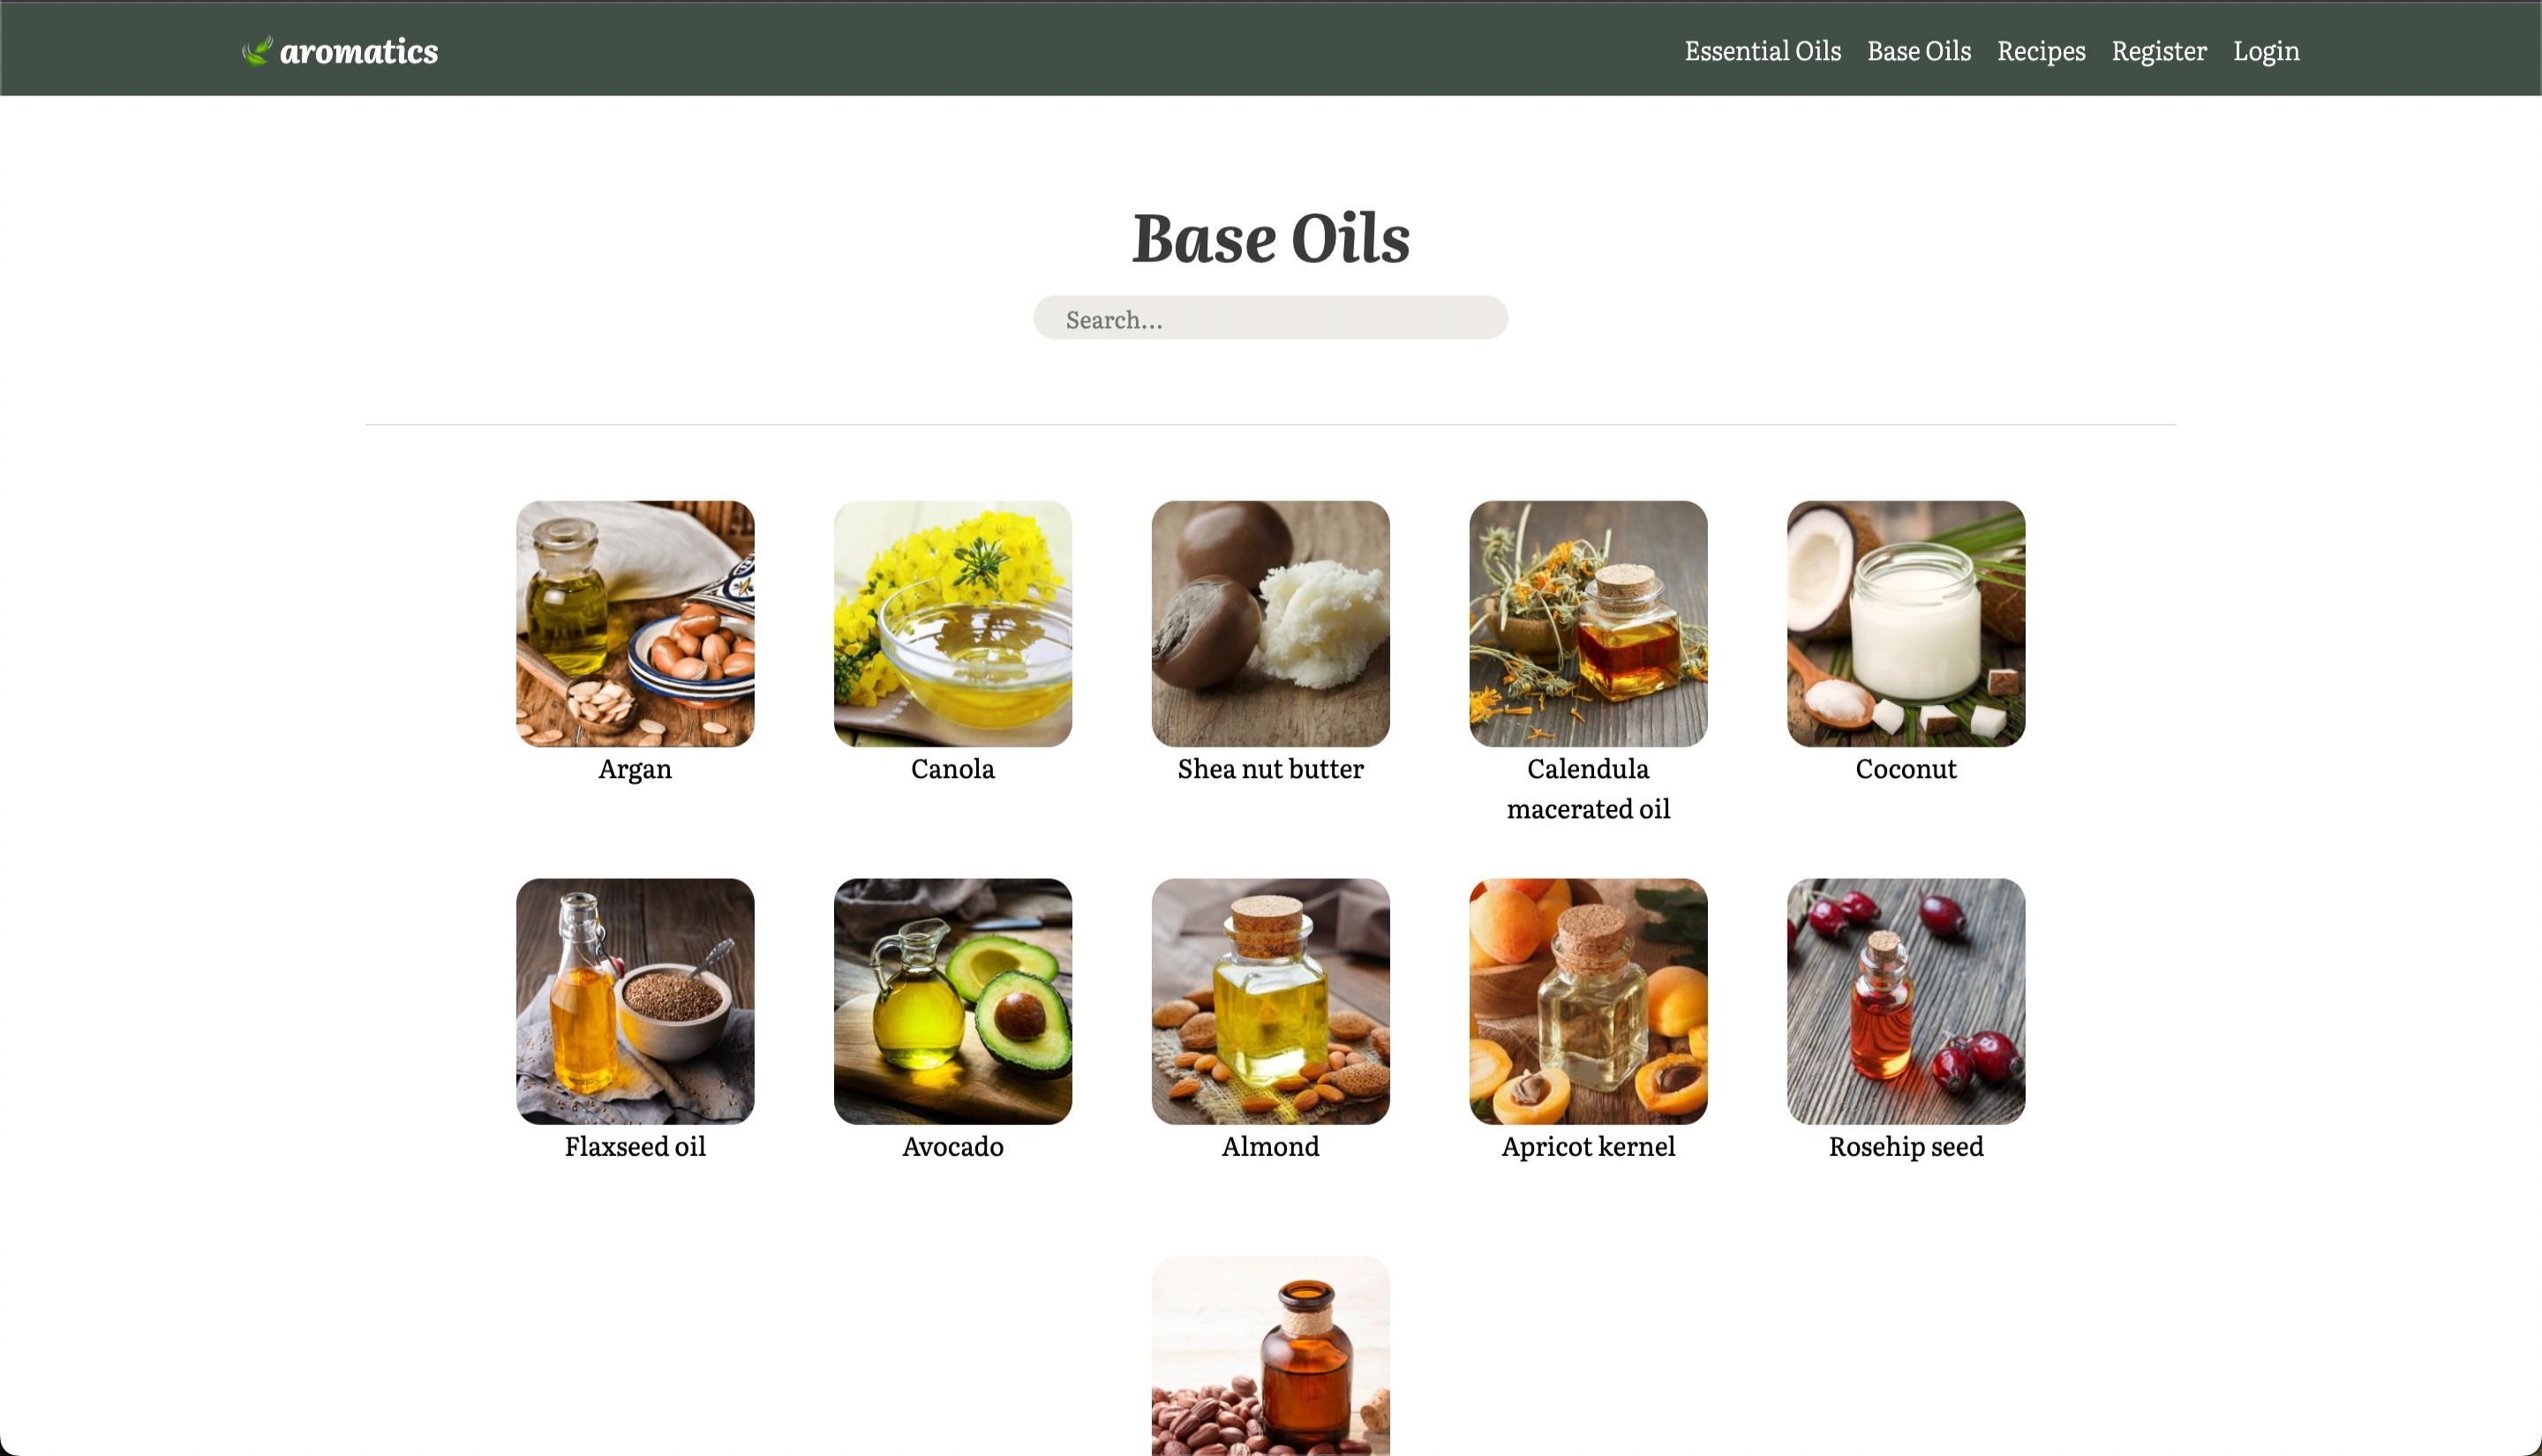 aromatics
Essential Oils Base Oils Recipes Register Login
Base Oils
Search...
Argan
Canola
Shea nut butter
Calendula
macerated oil
Coconut
Flaxseed oil
Avocado
Almond
Apricot kernel
Rosehip seed